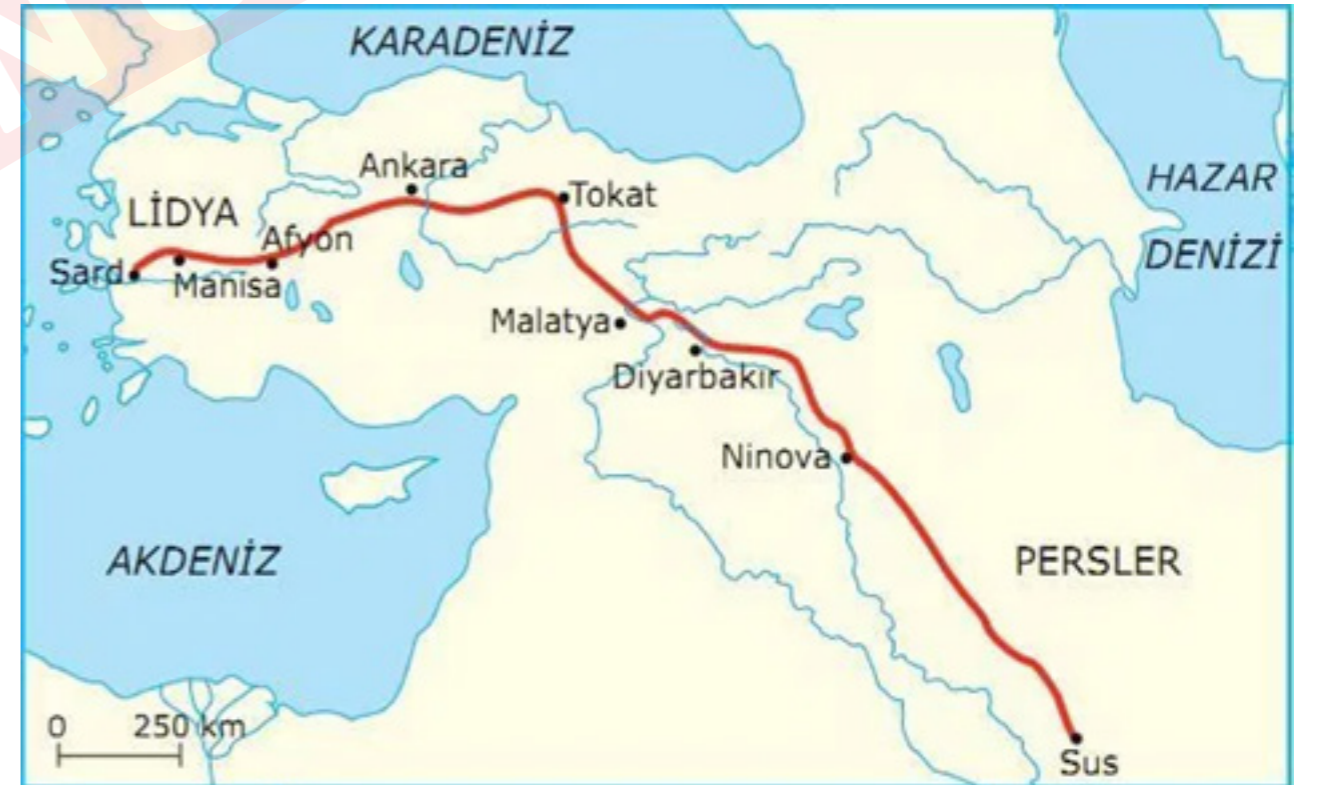 KARADENİZ
Ankara
Tokat
HAZAR
DENİZİ
LİDYA
Afyon
Sard
Manisa
Malatya
Diyarbakır
Ninova
AKDENİZ
PERSLER
0 250 km
Sus